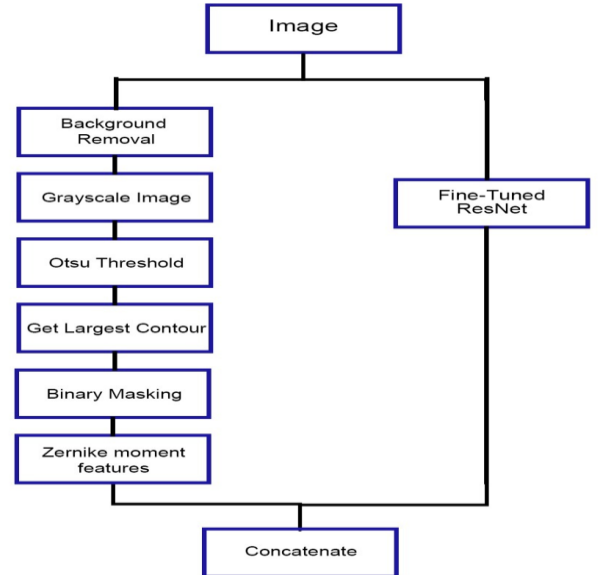 Image
Background
Removal
Grayscale Image
Otsu Threshold
Get Largest Contour
Binary Masking
Zernike moment
features
Fine-Tuned
ResNet
Concatenate